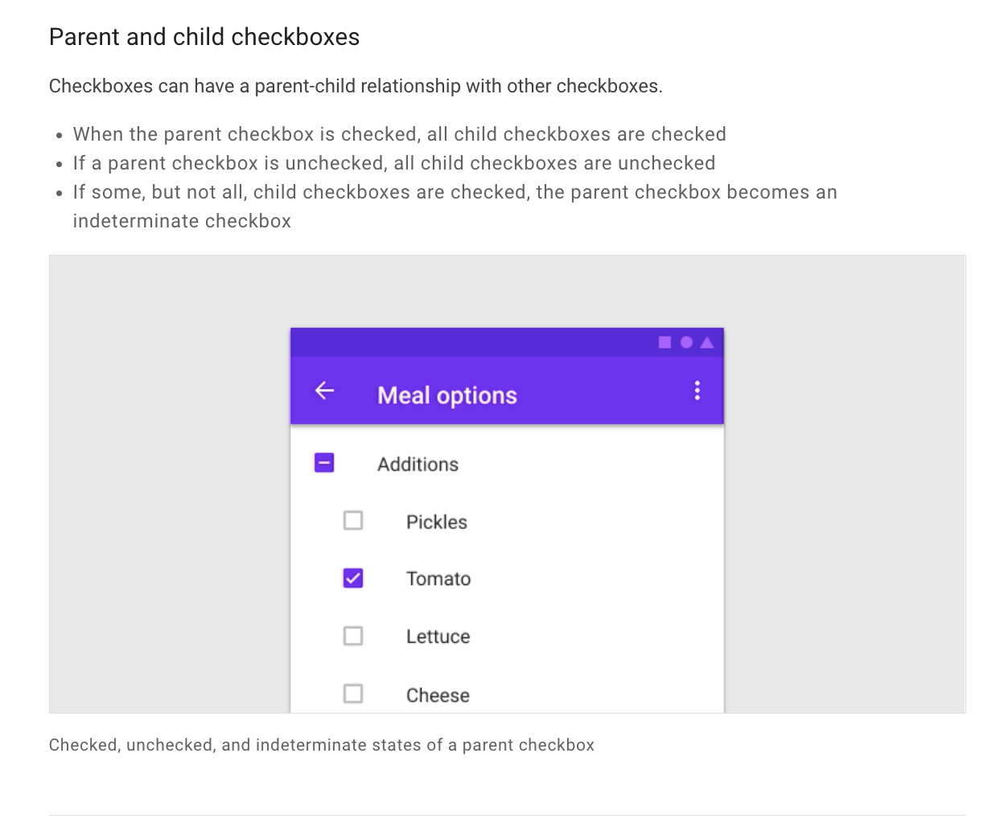 Parent and child checkboxes
Checkboxes can have a parent-child relationship with other checkboxes.
• When the parent checkbox is checked, all child checkboxes are checked
• If a parent checkbox is unchecked, all child checkboxes are unchecked
• If some, but not all, child checkboxes are checked, the parent checkbox becomes an
indeterminate checkbox
Meal options
Additions
Pickles
Tomato
Lettuce
Cheese
Checked, unchecked, and indeterminate states of a parent checkbox